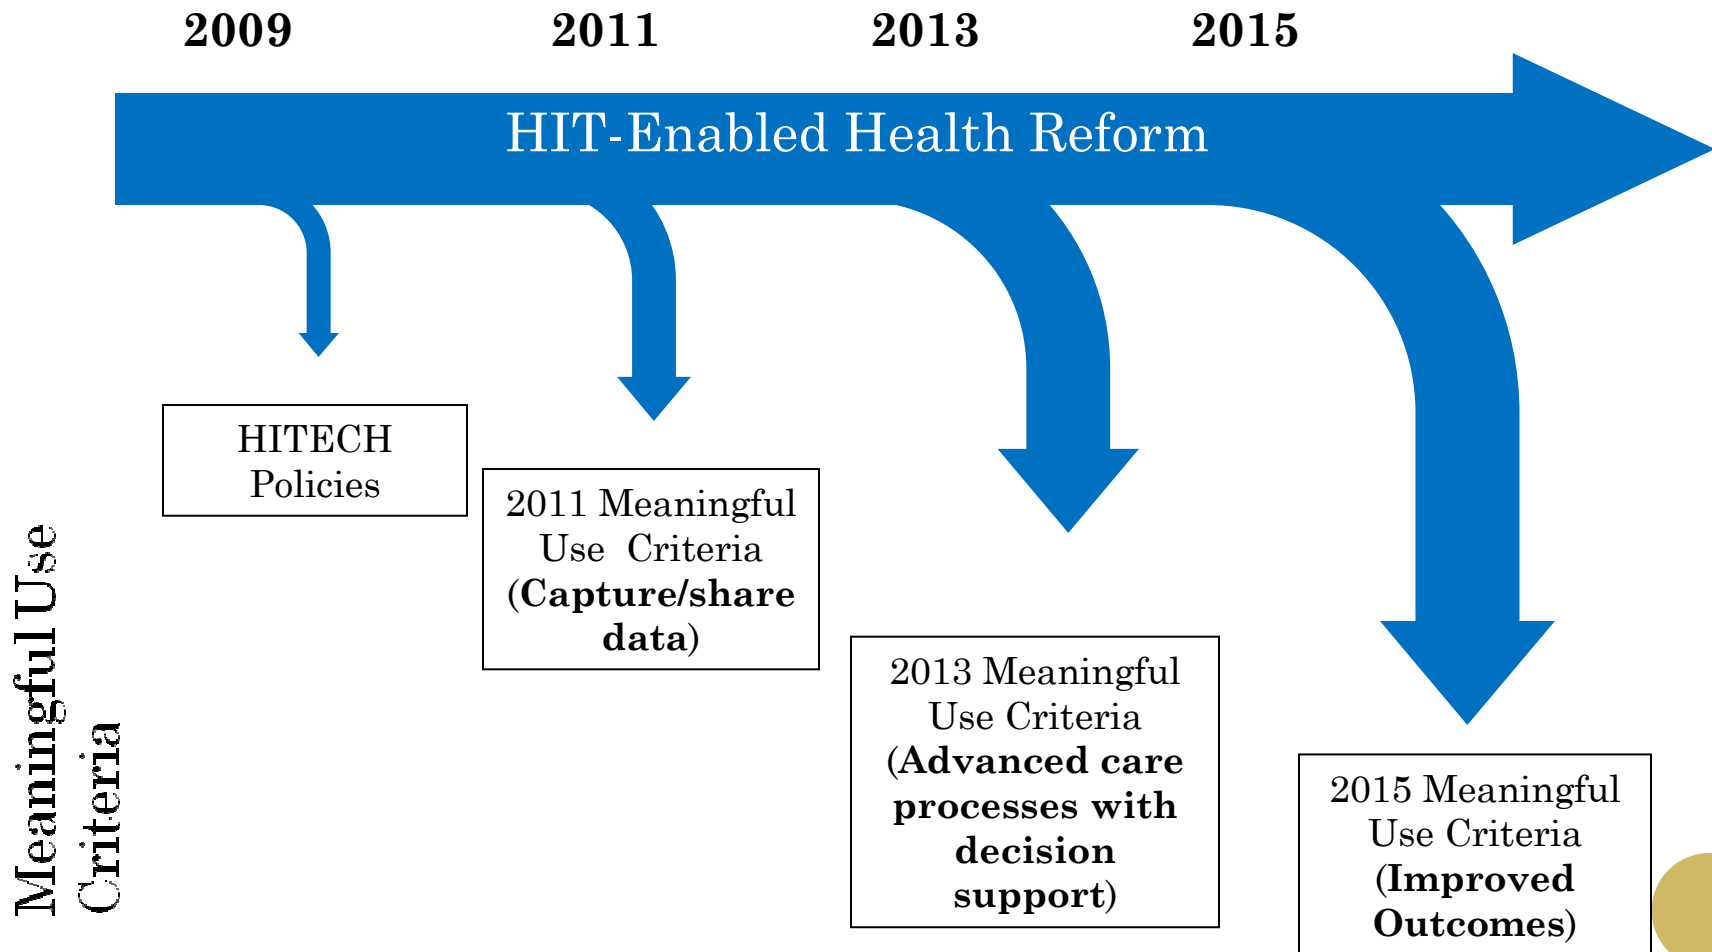 2009 2011 2013 2015
HIT-Enabled Health Reform
HITECH
Policies
2011 Meaningful
Use Criteria
(Capture/share
data)
2013 Meaningful
Use Criteria
(Advanced care
processes with
decision
support)
2015 Meaningful
Use Criteria
(Improved
Outcomes)
Meaningful Use
Criteria